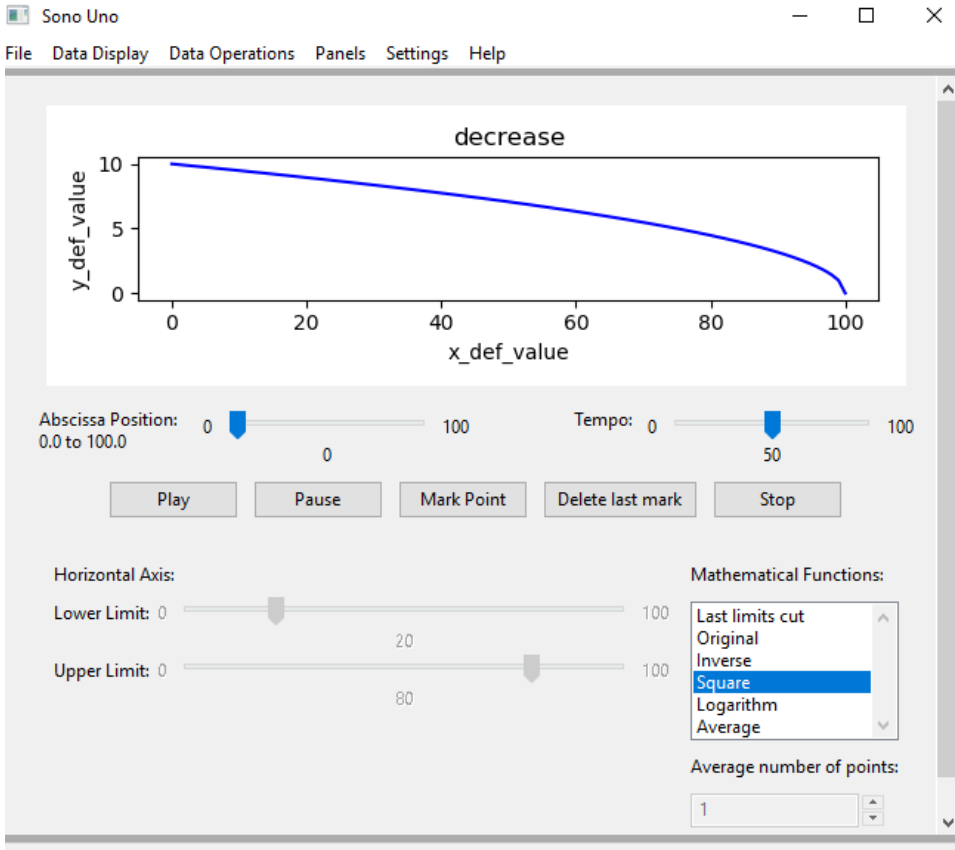 Sono Uno
File Data Display Data Operations Panels Settings Help
decrease
10
5
0
y_def_value
0 20 40 60 80 100
x_def_value
Abscissa Position: 0 100 Tempo: 0 100
0.0 to 100.0
0 50
Play Pause Mark Point Delete last mark Stop
Horizontal Axis: Mathematical Functions:
Lower Limit: 0 100
20
Upper Limit: 0 100
80
Last limits cut
Original
Inverse
Square
Logarithm
Average
Average number of points:
1